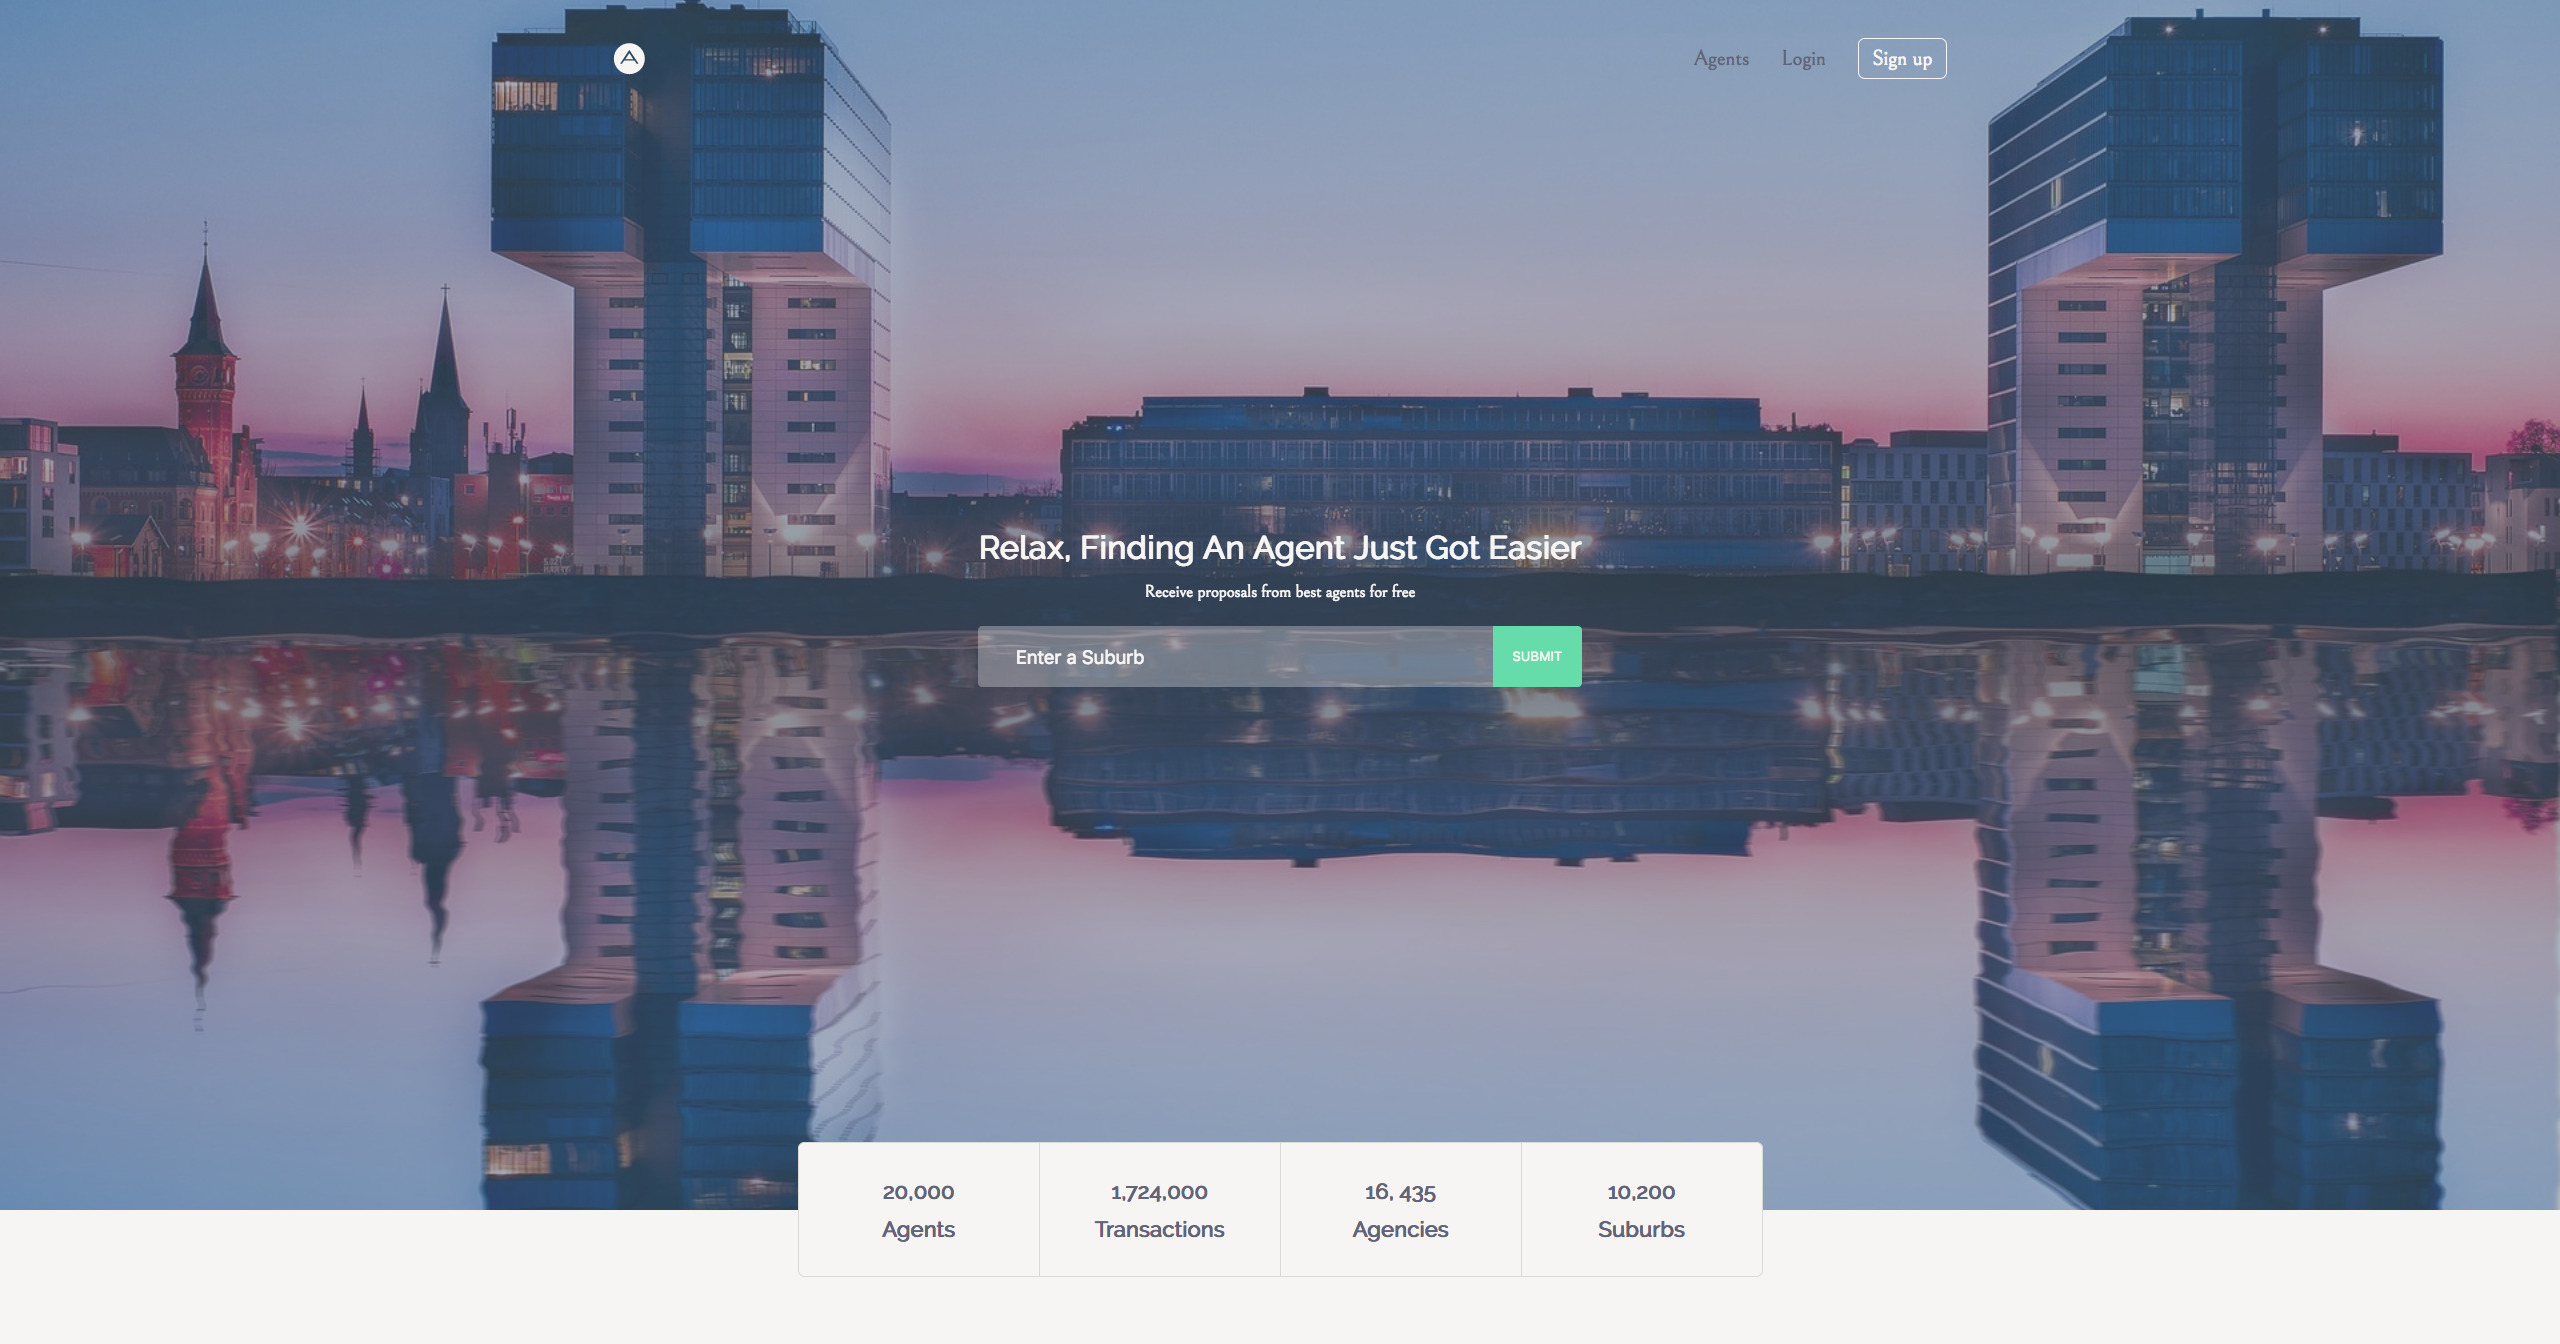 A
Agents
Login
Sign up
Relax, Finding An Agent Just Got Easier
Receive proposals from best agents for free
Enter a Suburb
SUBMIT
20,000
Agents
1,724,000
Transactions
16, 435
Agencies
10,200
Suburbs